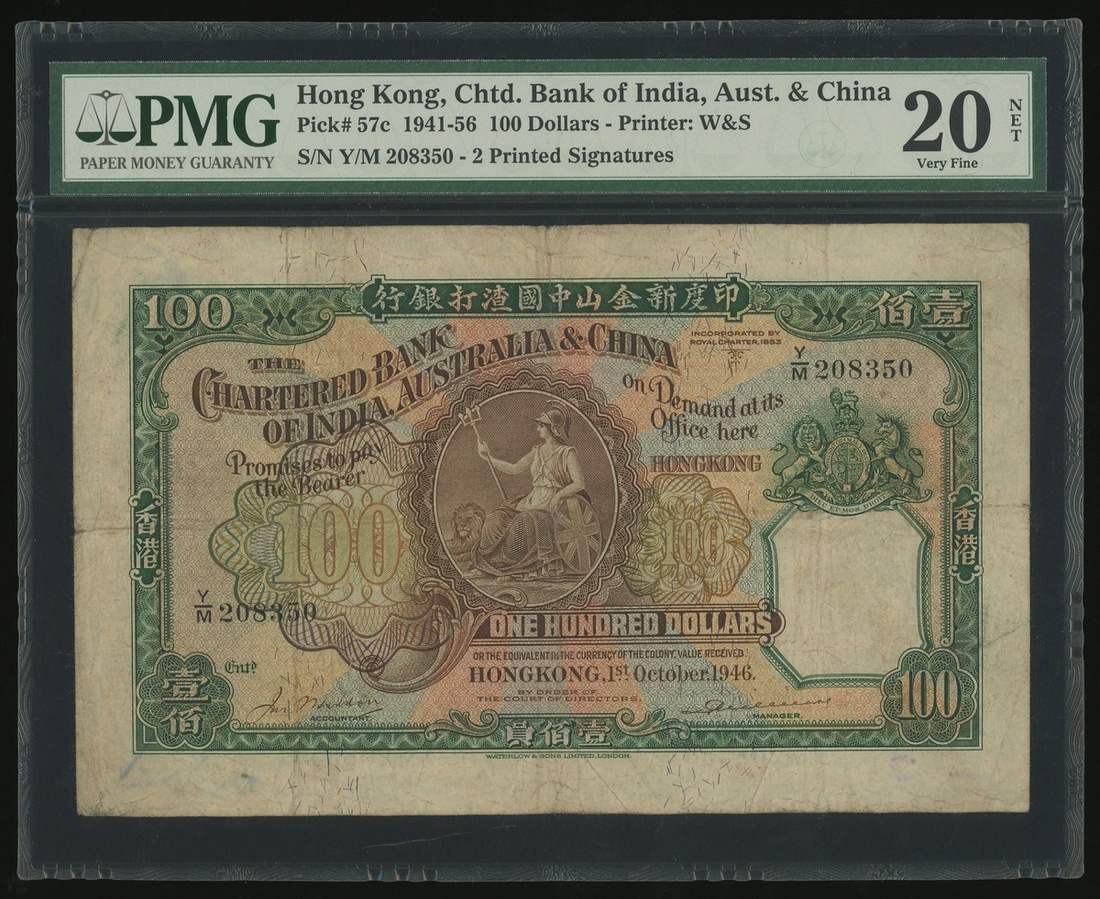 PMG
PAPER MONEY GUARANTY
Hong Kong, Chtd. Bank of India, Aust. & China
Pick# 57c 1941-56 100 Dollars - Printer: W&S
S/N Y/M 208350 - 2 Printed Signatures
20
NET
Very Fine
100
行銀打渣國中山金新度印
佰壹
THE
CHARTERED BANK
OF INDIA, AUSTRALIA & CHINA
INCORPORATED BY
ROYAL CHARTER, 1853
Y/M 208350
Promises to pay
the Bearer
on Demand at its
Office here
HONGKONG
DIEU ET MON DROIT
香港
香港
100
100
Y/M 208350
ONE HUNDRED DOLLARS
OR THE EQUIVALENT IN THE CURRENCY OF THE COLONY, VALUE RECEIVED.
HONGKONG, 1st October, 1946.
BY ORDER OF
THE COURT OF DIRECTORS.
Entd.
ACCOUNTANT.
MANAGER.
壹佰
100
員佰壹
WATERLOW & SONS LIMITED, LONDON.